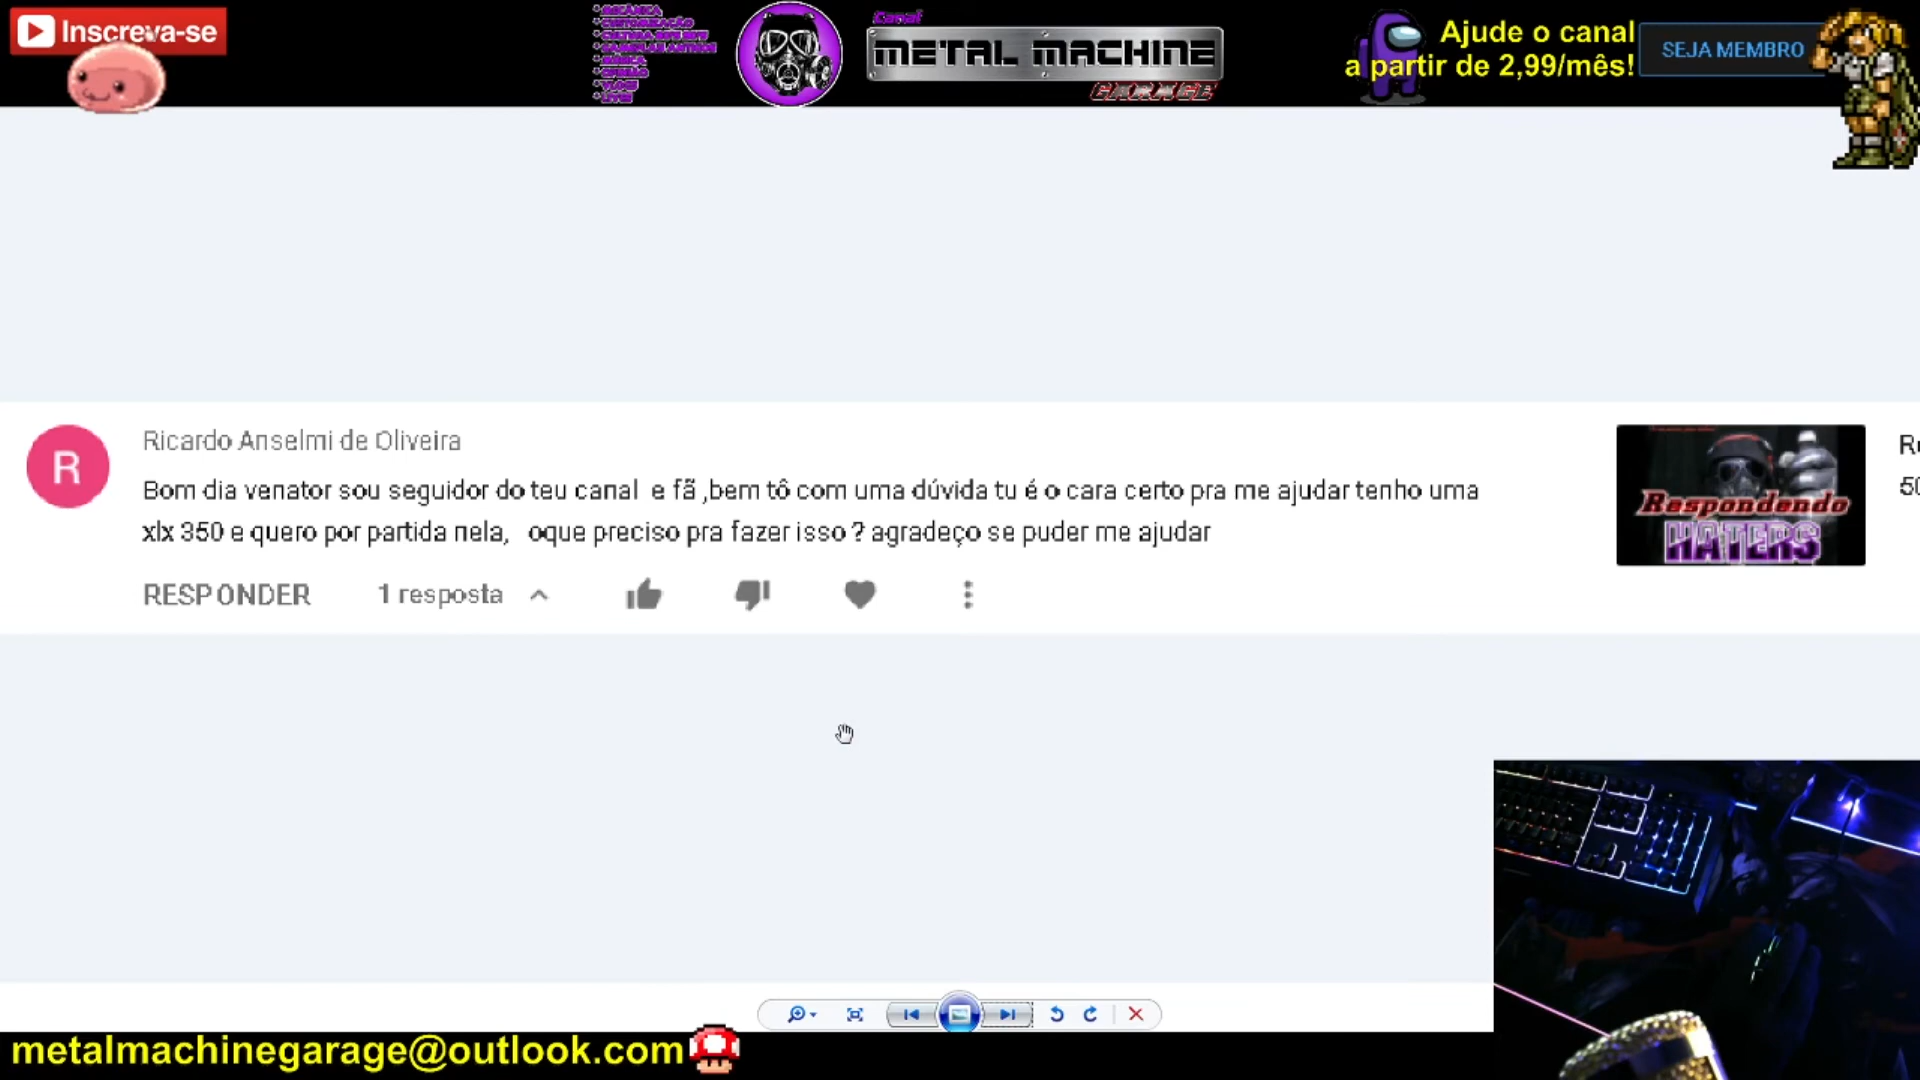 Inscreva-se
Canal
METAL MACHINE
GARAGE
Ajude o canal
a partir de 2,99/mês!
SEJA MEMBRO
Ricardo Anselmi de Oliveira
Bom dia venator sou seguidor do teu canal e fã ,bem tô com uma dúvida tu é o cara certo pra me ajudar tenho uma
xlx 350 e quero por partida nela, oque preciso pra fazer isso ? agradeço se puder me ajudar
R
RESPONDER 1 resposta
Respondendo
HATERS
metalmachinegarage@outlook.com